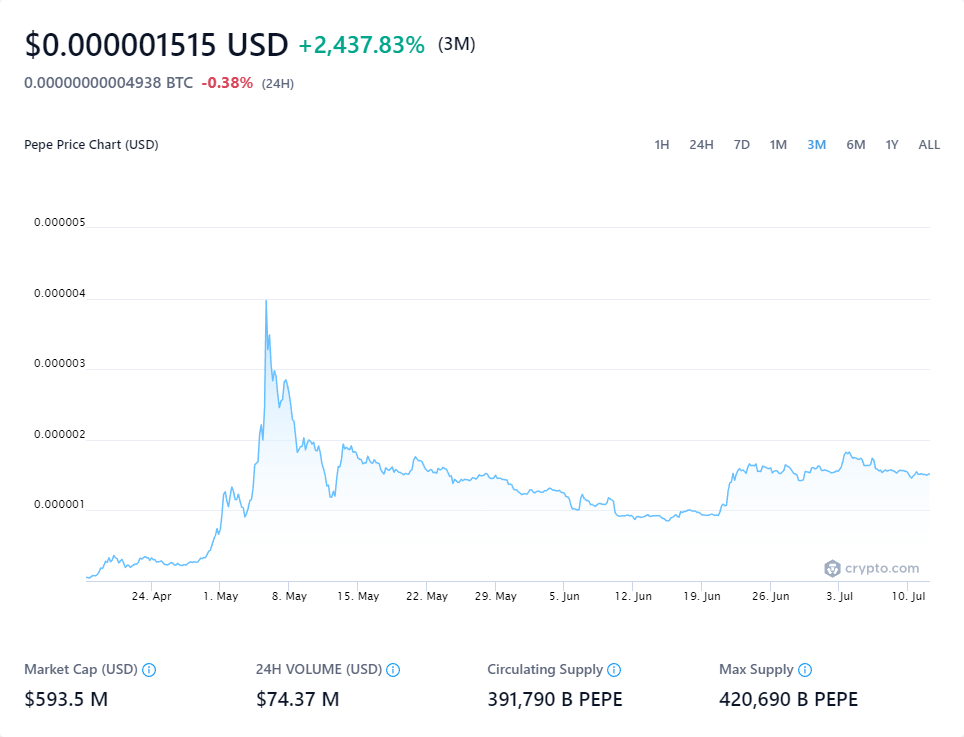 $0.000001515 USD +2,437.83% (3M)
0.00000000004938 BTC -0.38% (24H)
Pepe Price Chart (USD) 1H 24H 7D 1M 3M 6M 1Y ALL
0.000005
0.000004
0.000003
0.000002
0.000001
crypto.com
24. Apr 1. May 8. May 15. May 22. May 29. May 5. Jun 12. Jun 19. Jun 26. Jun 3. Jul 10. Jul
Market Cap (USD) 24H VOLUME (USD) Circulating Supply Max Supply
$593.5 M $74.37 M 391,790 B PEPE 420,690 B PEPE